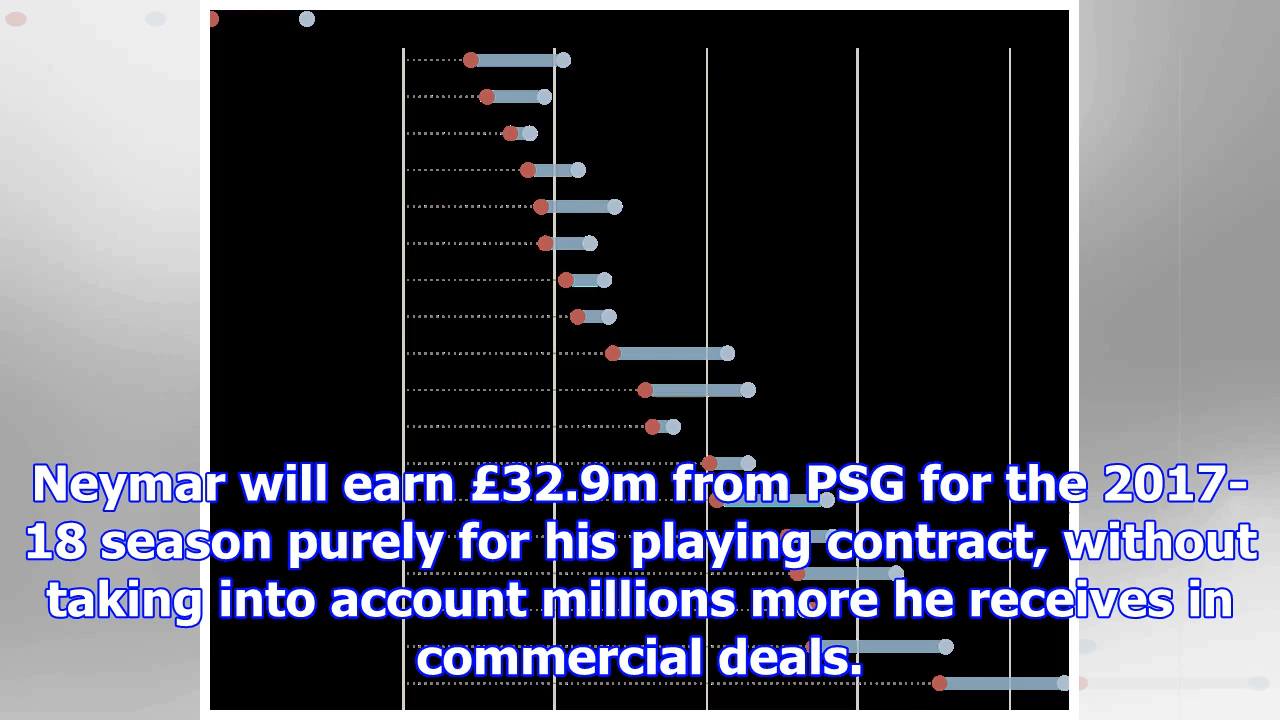 Neymar will earn £32.9m from PSG for the 2017-
18 season purely for his playing contract, without
taking into account millions more he receives in
commercial deals.